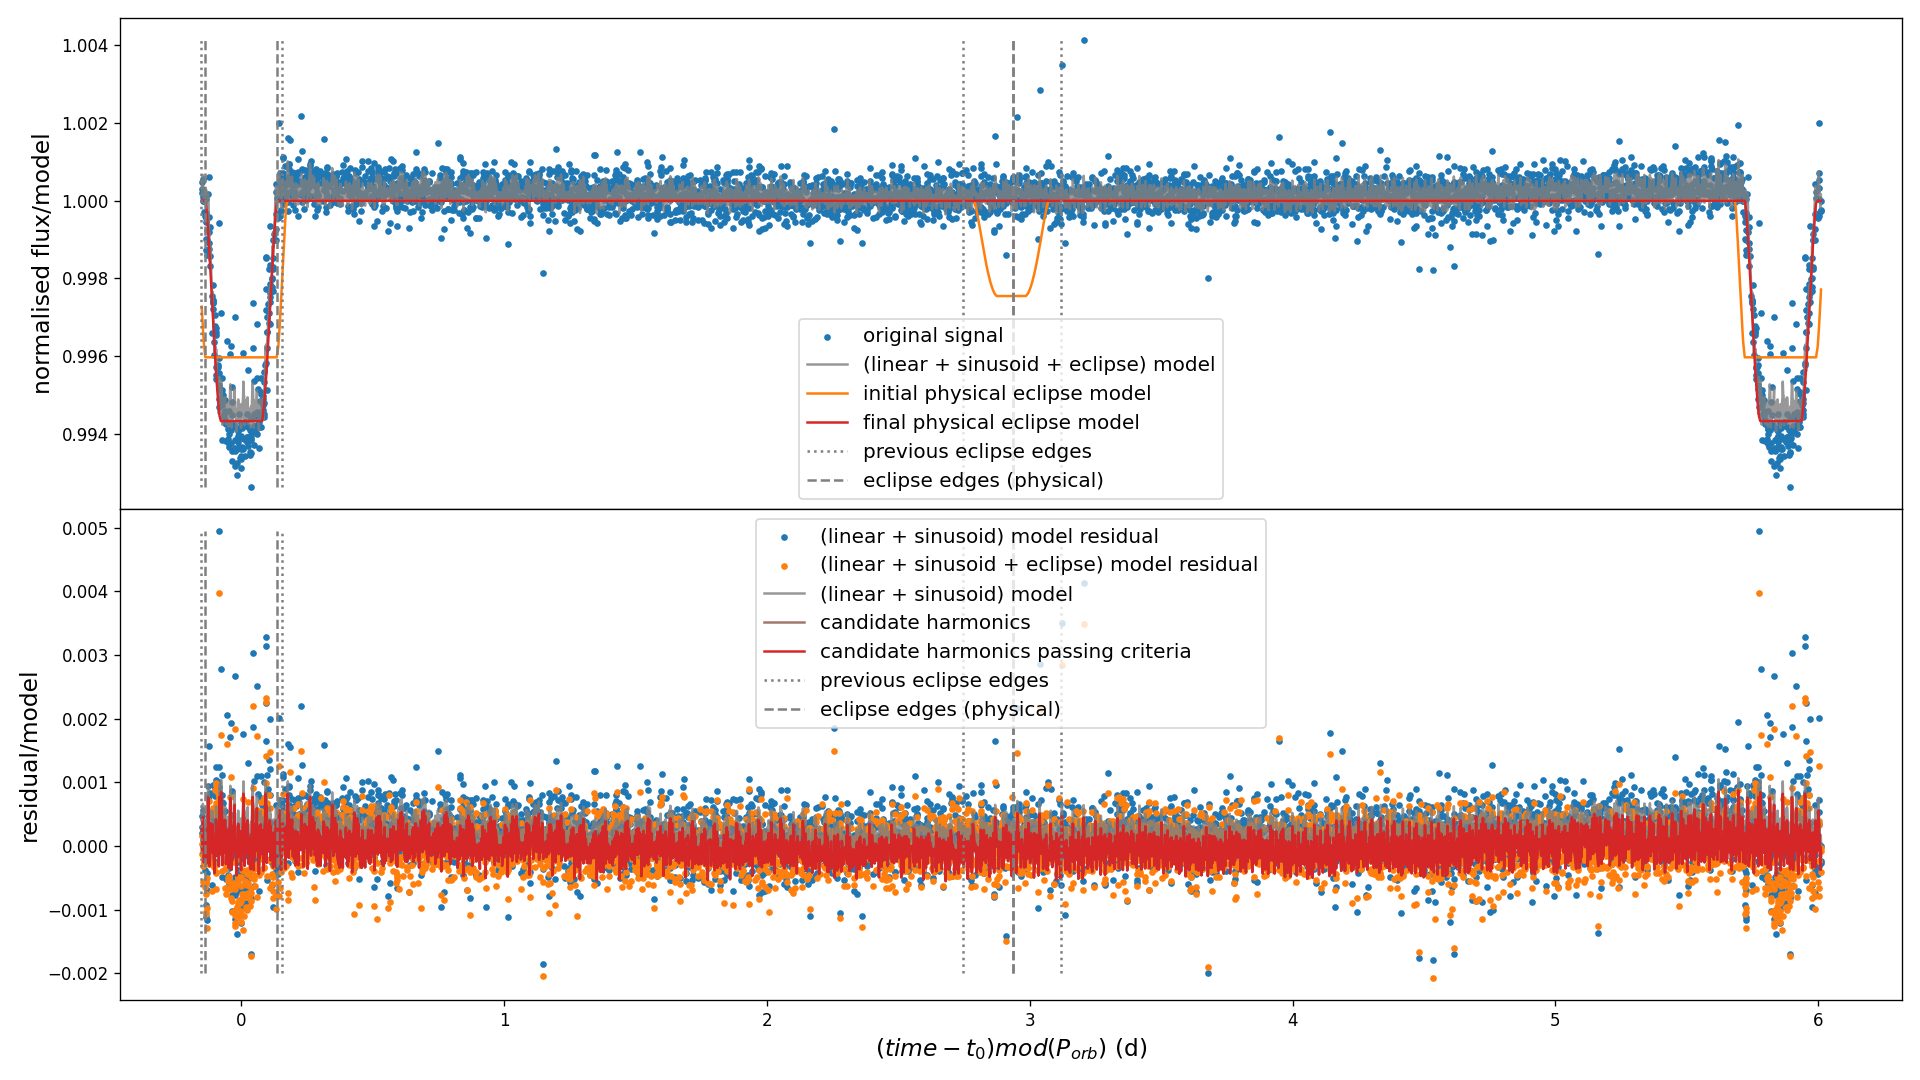 normalised flux/model
1.004
1.002
1.000
0.998
0.996
0.994
original signal
(linear + sinusoid + eclipse) model
initial physical eclipse model
final physical eclipse model
previous eclipse edges
eclipse edges (physical)
residual/model
0.005
0.004
0.003
0.002
0.001
0.000
−0.001
−0.002
(linear + sinusoid) model residual
(linear + sinusoid + eclipse) model residual
(linear + sinusoid) model
candidate harmonics
candidate harmonics passing criteria
previous eclipse edges
eclipse edges (physical)
0 1 2 3 4 5 6
(time − t₀)mod(Pₒᵣb) (d)